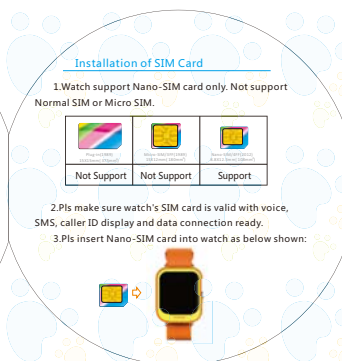 Installation of SIM Card
1.Watch support Nano-SIM card only. Not support
Normal SIM or Micro SIM.
Not Support Not Support Support
2.Pls make sure watch's SIM card is valid with voice,
SMS, caller ID display and data connection ready.
3.Pls insert Nano-SIM card into watch as below shown: